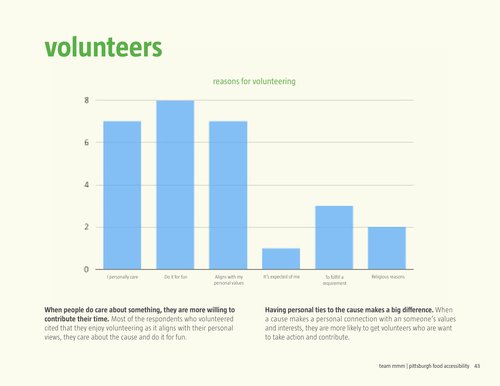 volunteers
reasons for volunteering
8
6
4
2
0
I personally care
Do it for fun
Aligns with my
personal values
It's expected of me
To fulfill a
requirement
Religious reasons
When people do care about something, they are more willing to
contribute their time. Most of the respondents who volunteered
cited that they enjoy volunteering as it aligns with their personal
views, they care about the cause and do it for fun.
Having personal ties to the cause makes a big difference. When
a cause makes a personal connection with an someone's values
and interests, they are more likely to get volunteers who are want
to take action and contribute.
team mmm | pittsburgh food accessibility 43